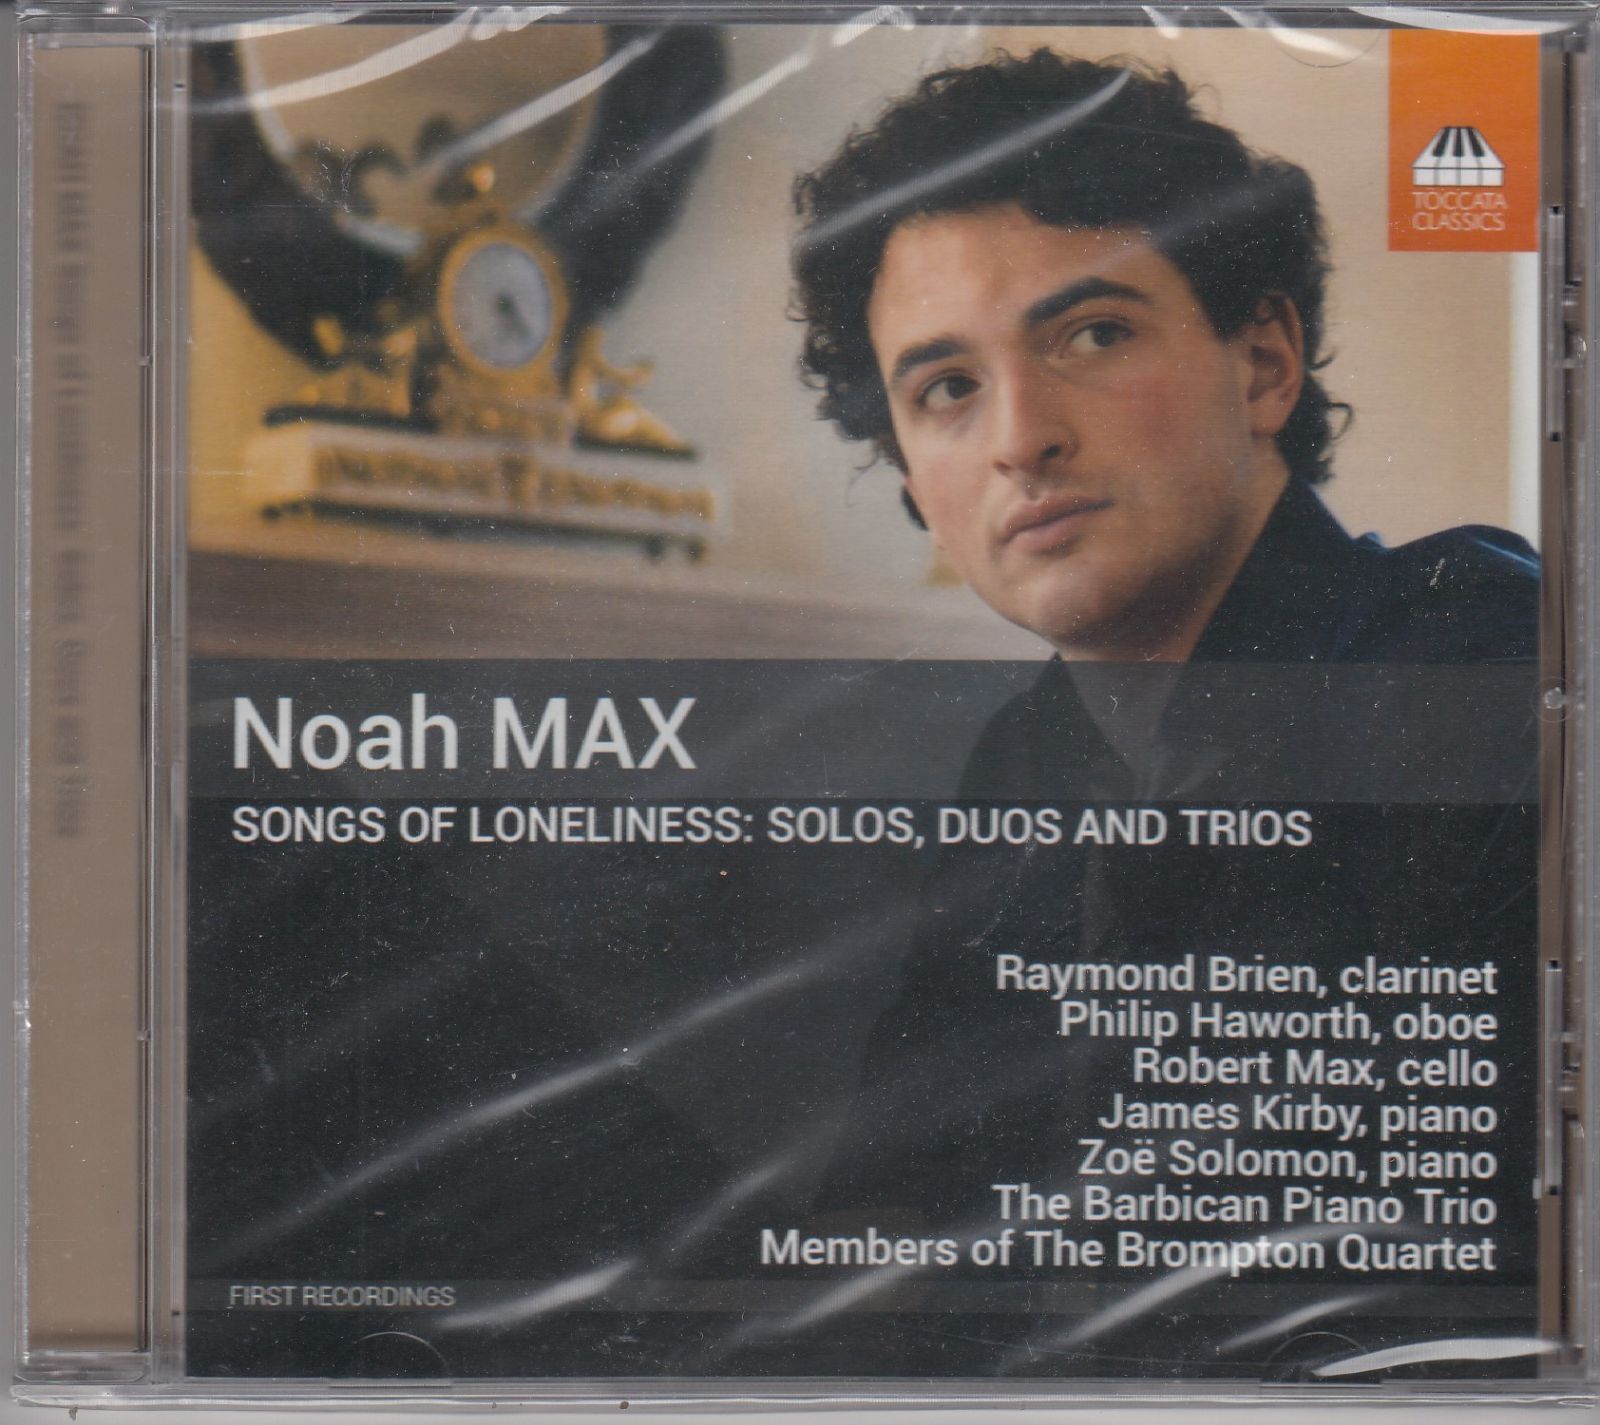 TOCCATA
CLASSICS
Noah MAX
SONGS OF LONELINESS: SOLOS, DUOS AND TRIOS
Raymond Brien, clarinet
Philip Haworth, oboe
Robert Max, cello
James Kirby, piano
Zoë Solomon, piano
The Barbican Piano Trio
Members of The Brompton Quartet
FIRST RECORDINGS